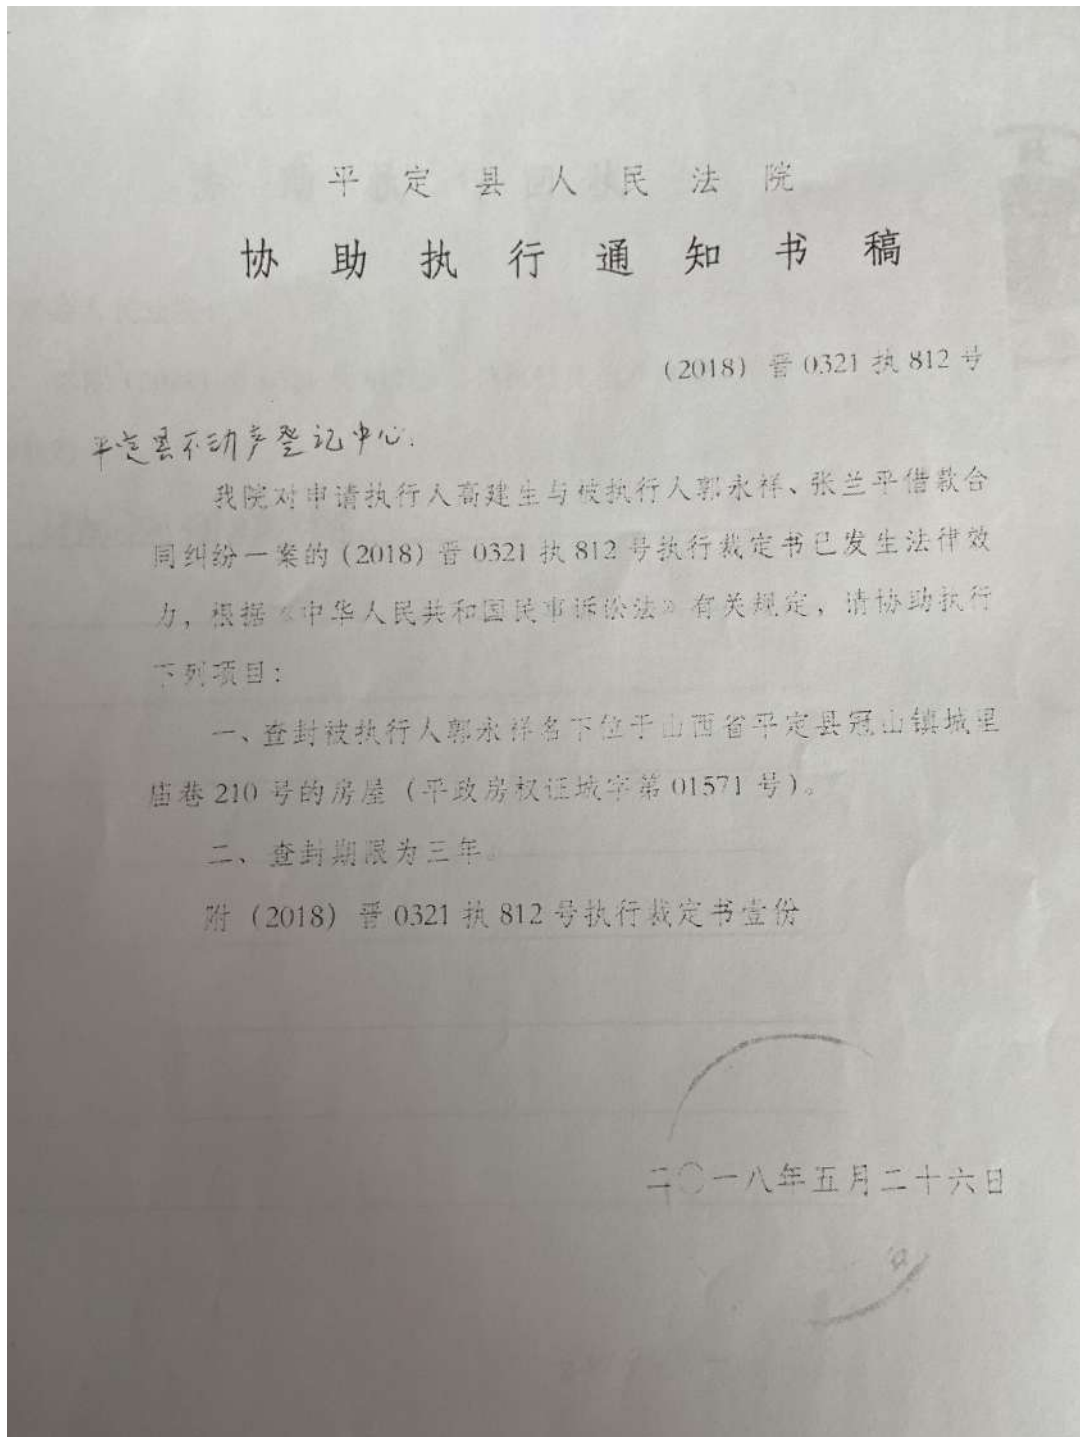 平定县人民法院
协助执行通知书稿
(2018)晋0321执812号
平定县不动产登记中心:
我院对申请执行人高建生与被执行人郭永祥、张兰平借款合
同纠纷一案的(2018)晋0321执812号执行裁定书已发生法律效
力,根据《中华人民共和国民事诉讼法》有关规定,请协助执行
下列项目:
一、查封被执行人郭永祥名下位于山西省平定县冠山镇城里
庙巷210号的房屋(平政房权证城字第01571号)。
二、查封期限为三年。
附(2018)晋0321执812号执行裁定书壹份
二〇一八年五月二十六日